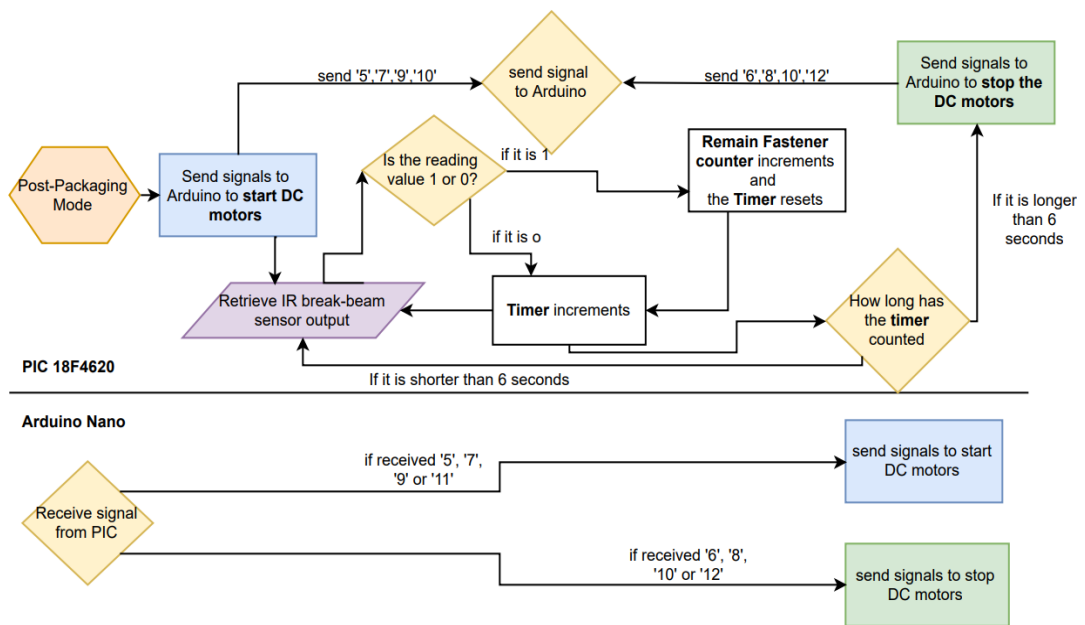 send '5','7','9','10'
send signal
to Arduino
send '6','8',10','12'
Send signals to
Arduino to stop the
DC motors
Post-Packaging
Mode
Send signals to
Arduino to start DC
motors
Is the reading
value 1 or 0?
if it is 1
Remain Fastener
counter increments
and
the Timer resets
if it is o
If it is longer
than 6
seconds
Retrieve IR break-beam
sensor output
Timer increments
How long has
the timer
counted
PIC 18F4620
If it is shorter than 6 seconds
Arduino Nano
Receive signal
from PIC
if received '5', '7',
'9' or '11'
send signals to start
DC motors
if received '6', '8',
'10' or '12'
send signals to stop
DC motors